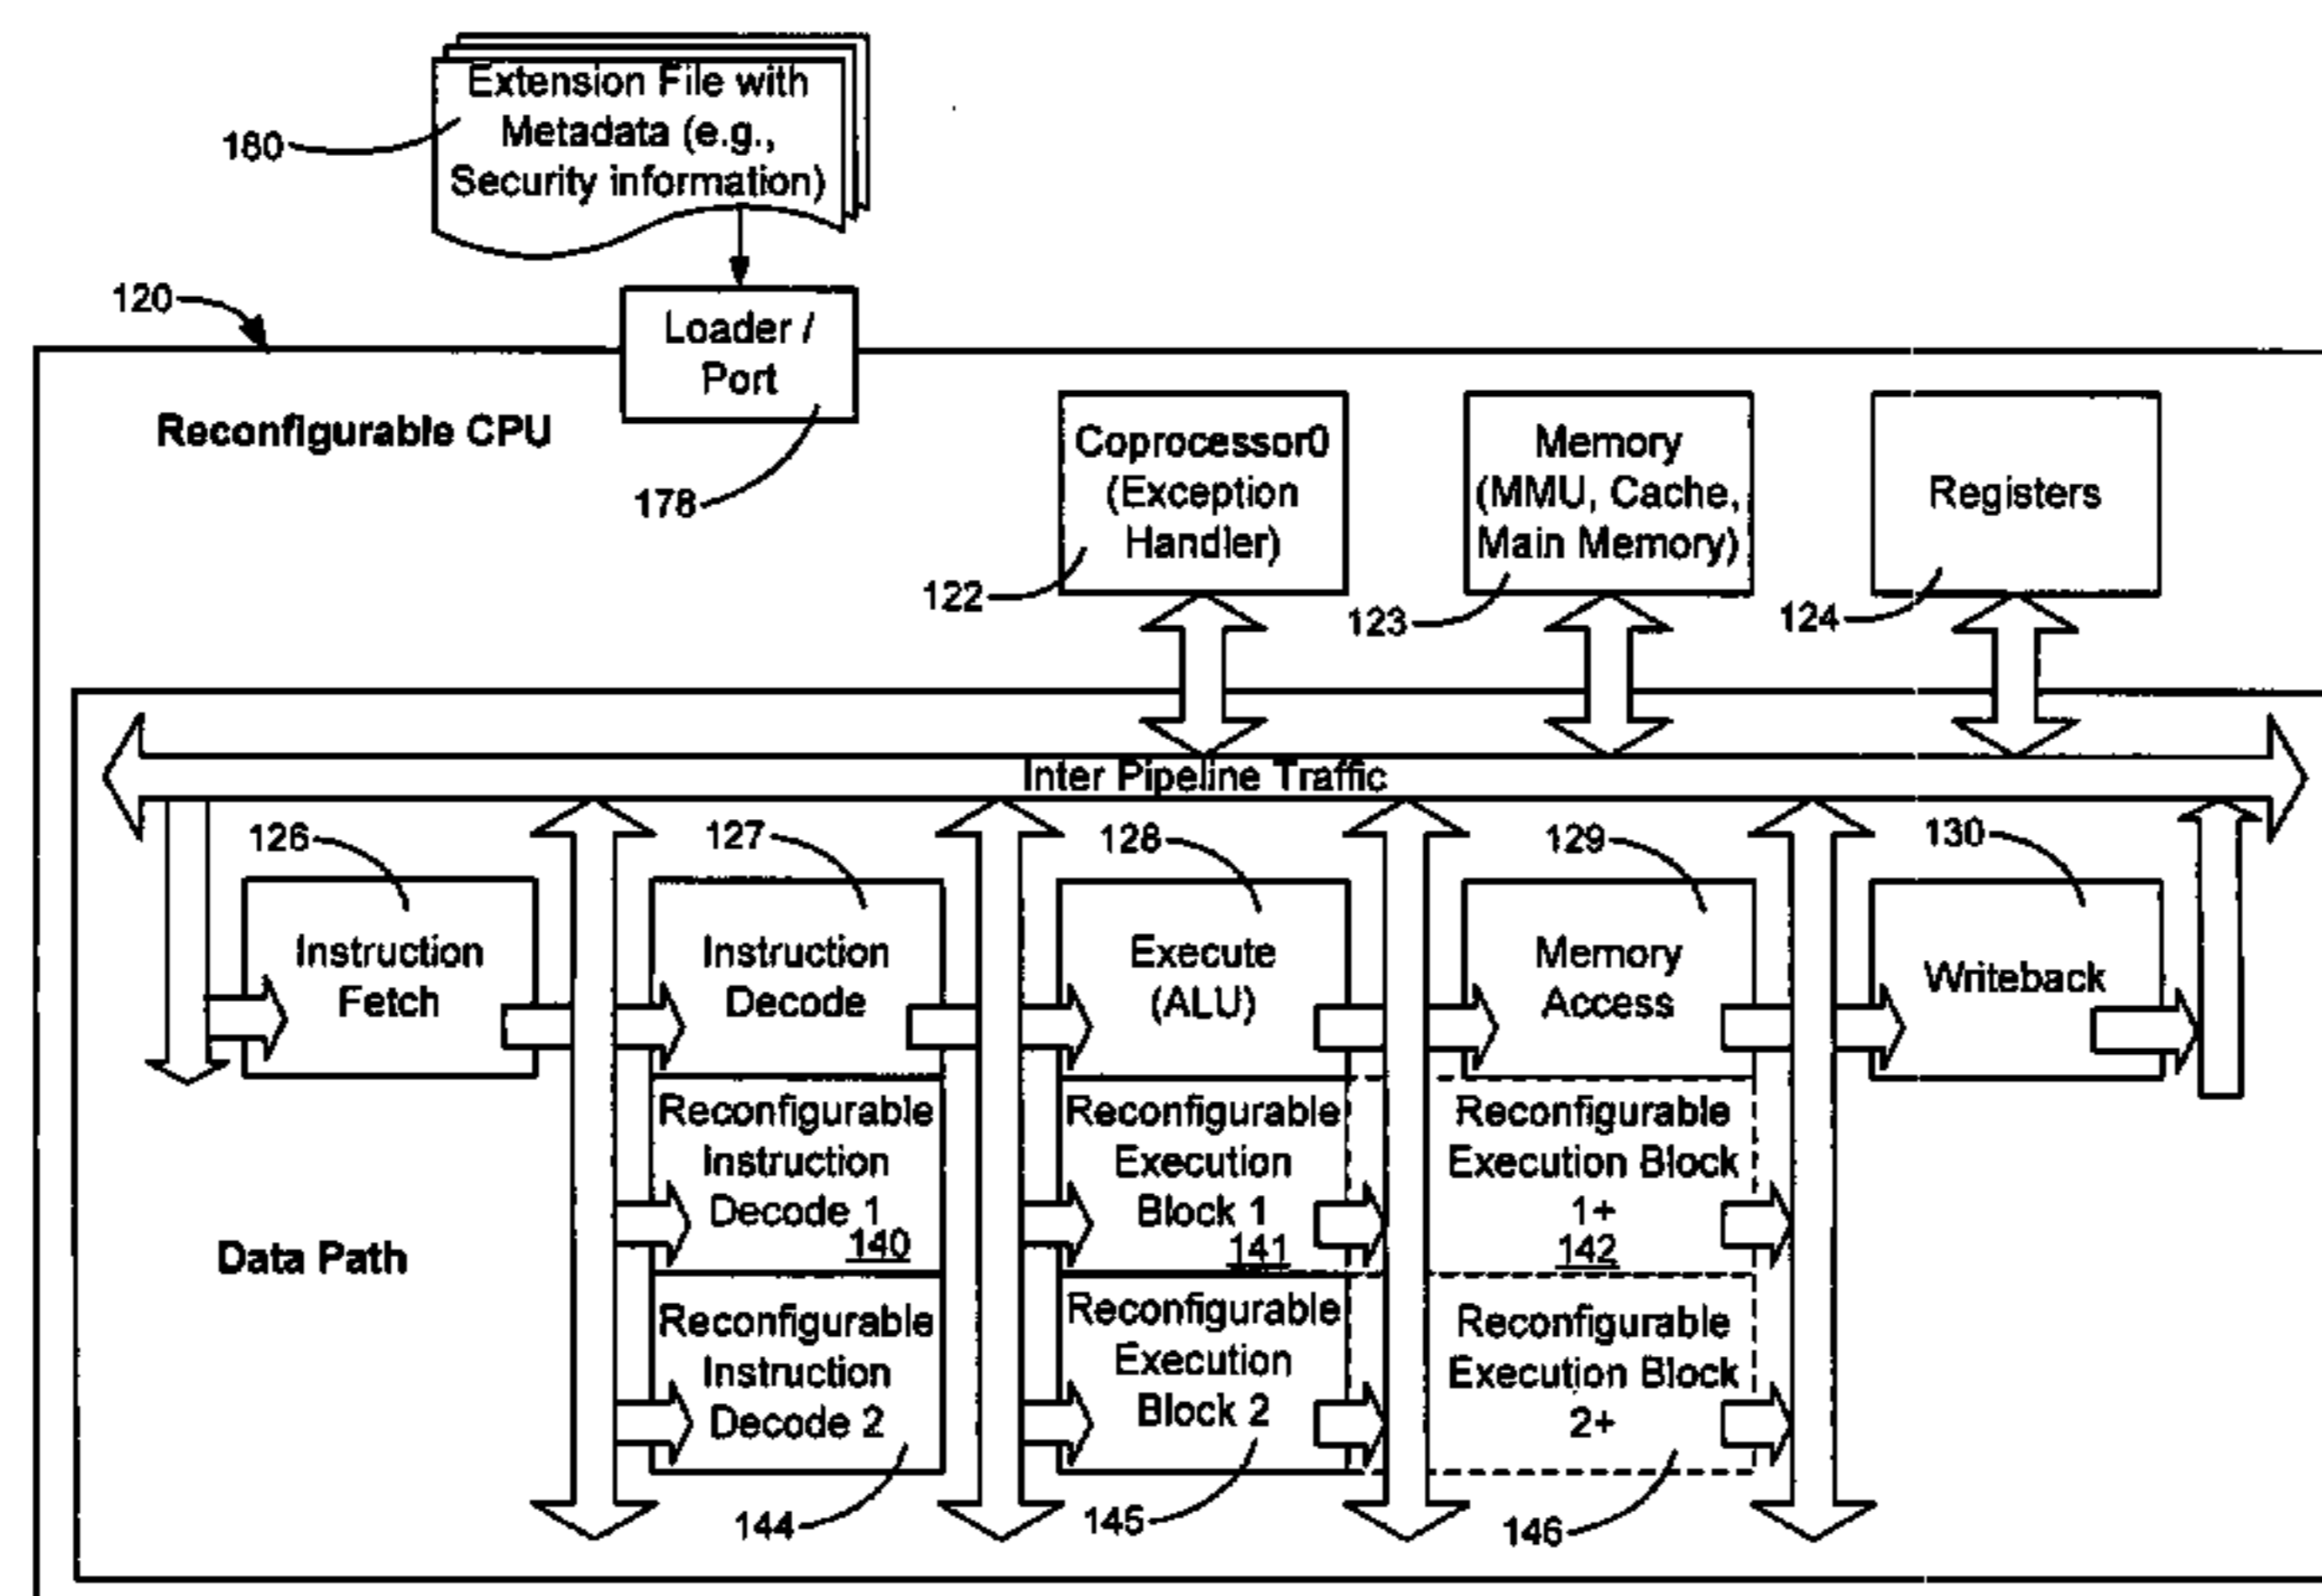 Extension File with
Metadata (e.g.,
Security information)
180
120
Loader /
Port
178
Reconfigurable CPU
Coprocessor0
(Exception
Handler)
122
Memory
(MMU, Cache,
Main Memory)
123
Registers
124
Inter Pipeline Traffic
126
127
128
129
130
Instruction
Fetch
Instruction
Decode
Execute
(ALU)
Memory
Access
Writeback
Reconfigurable
Instruction
Decode 1
140
Reconfigurable
Execution
Block 1
141
Reconfigurable
Execution Block
1+
142
Data Path
Reconfigurable
Instruction
Decode 2
144
Reconfigurable
Execution
Block 2
145
Reconfigurable
Execution Block
2+
146